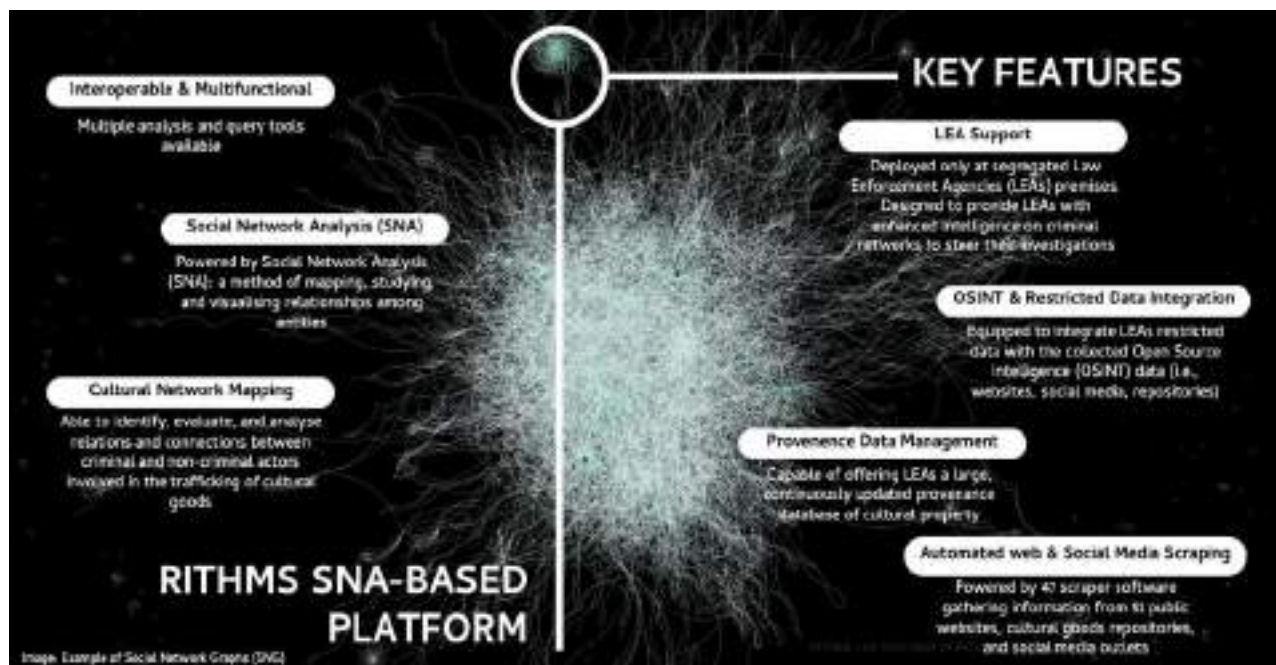 KEY FEATURES
Interoperable & Multifunctional
Multiple analysis and query tools
available
Social Network Analysis (SNA)
Powered by Social Network Analysis
(SNA): a method of mapping, studying
and visualising relationships among
entities
Cultural Network Mapping
Able to identify, evaluate, and analyse
relations and connections between
criminal and non-criminal actors
involved in the trafficking of cultural
goods
RITHMS SNA-BASED
PLATFORM
Image: Example of Social Network Graphs (SNG)
LEA Support
Deployed only at segregated Law
Enforcement Agencies (LEAs) premises
Designed to provide LEAs with
enhanced intelligence on criminal
networks to steer their investigations
OSINT & Restricted Data Integration
Equipped to integrate LEAs restricted
data with the collected Open Source
Intelligence (OSINT) data (i.e.,
websites, social media, repositories)
Provenence Data Management
Capable of offering LEAs a large,
continuously updated provenance
database of cultural property
Automated web & Social Media Scraping
Powered by 47 scraper software
gathering information from 51 public
websites, cultural goods repositories,
and social media outlets